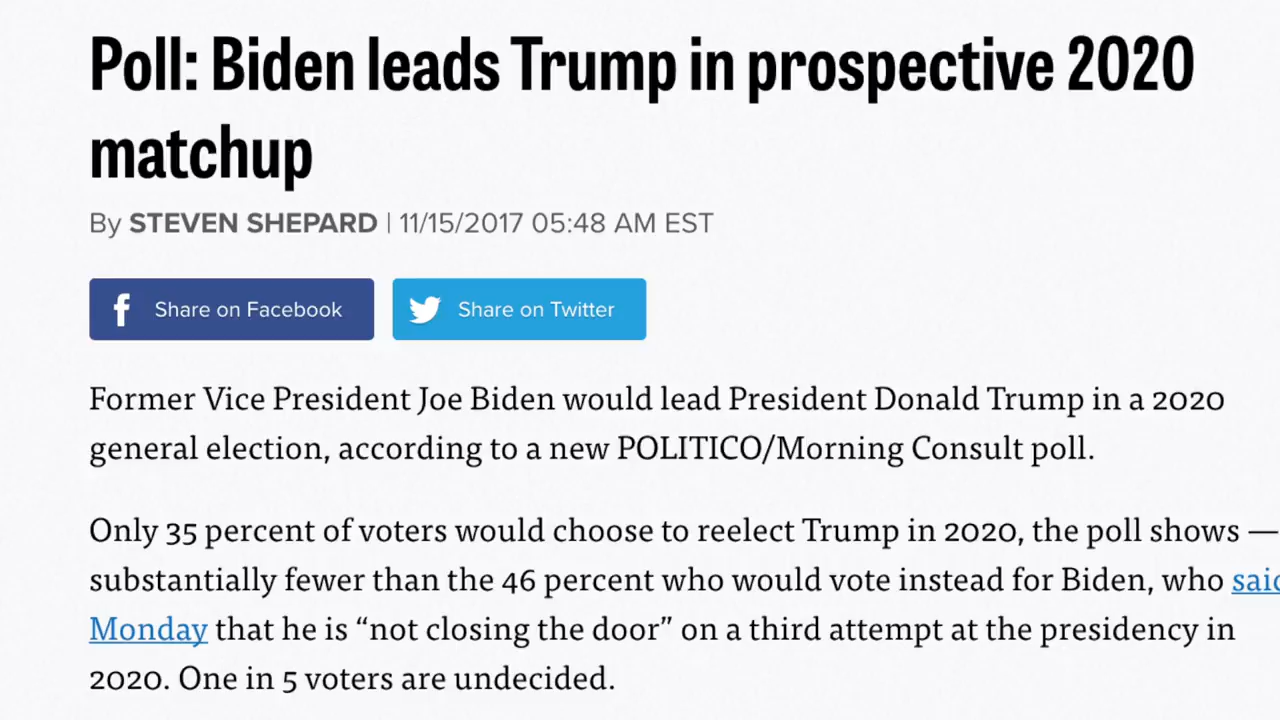 Poll: Biden leads Trump in prospective 2020
matchup
By STEVEN SHEPARD | 11/15/2017 05:48 AM EST
Share on Facebook Share on Twitter
Former Vice President Joe Biden would lead President Donald Trump in a 2020
general election, according to a new POLITICO/Morning Consult poll.
Only 35 percent of voters would choose to reelect Trump in 2020, the poll shows —
substantially fewer than the 46 percent who would vote instead for Biden, who said
Monday that he is “not closing the door” on a third attempt at the presidency in
2020. One in 5 voters are undecided.